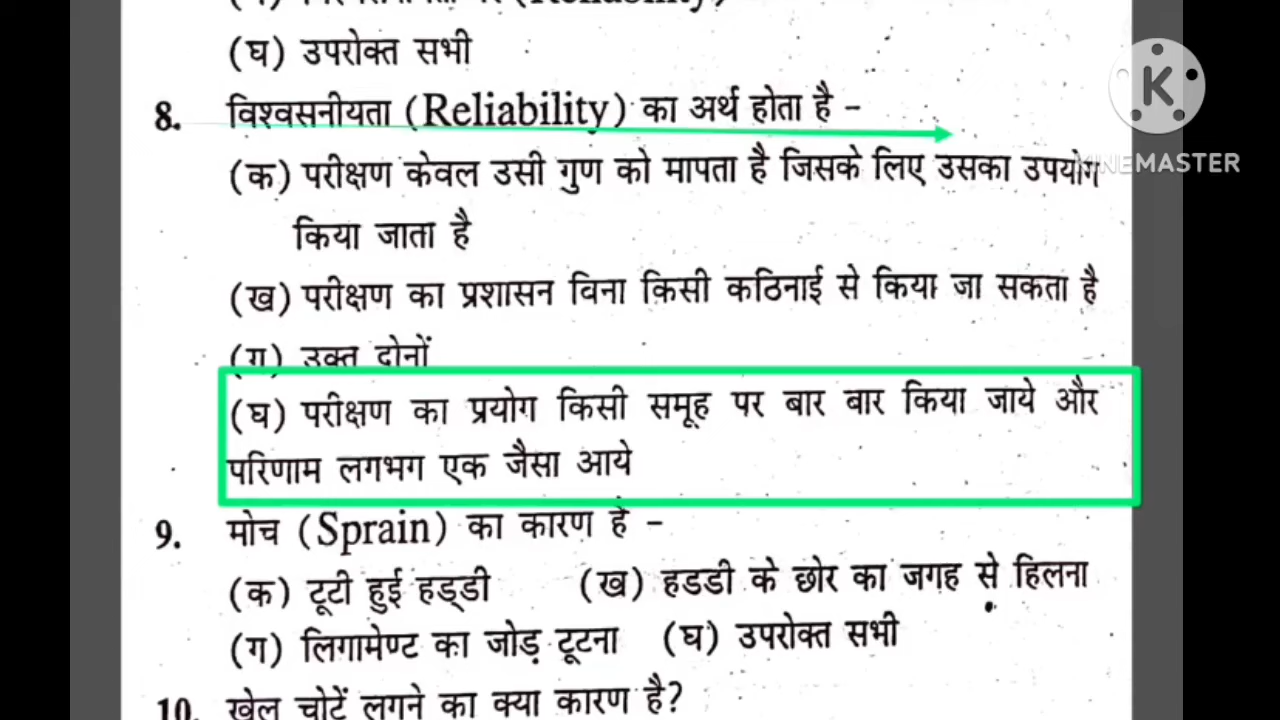 (Reliability)
(घ) उपरोक्त सभी
8. विश्वसनीयता (Reliability) का अर्थ होता है –
(क) परीक्षण केवल उसी गुण को मापता है जिसके लिए उसका उपयोग
किया जाता है
(ख) परीक्षण का प्रशासन विना किसी कठिनाई से किया जा सकता है
(ग) उक्त दोनों
(घ) परीक्षण का प्रयोग किसी समूह पर बार बार किया जाये और
परिणाम लगभग एक जैसा आये
9. मोच (Sprain) का कारण है –
(क) टूटी हुई हड्डी (ख) हडडी के छोर का जगह से हिलना
(ग) लिगामेण्ट का जोड़ टूटना (घ) उपरोक्त सभी
10. खेल चोटें लगने का क्या कारण है?
K
KINEMASTER